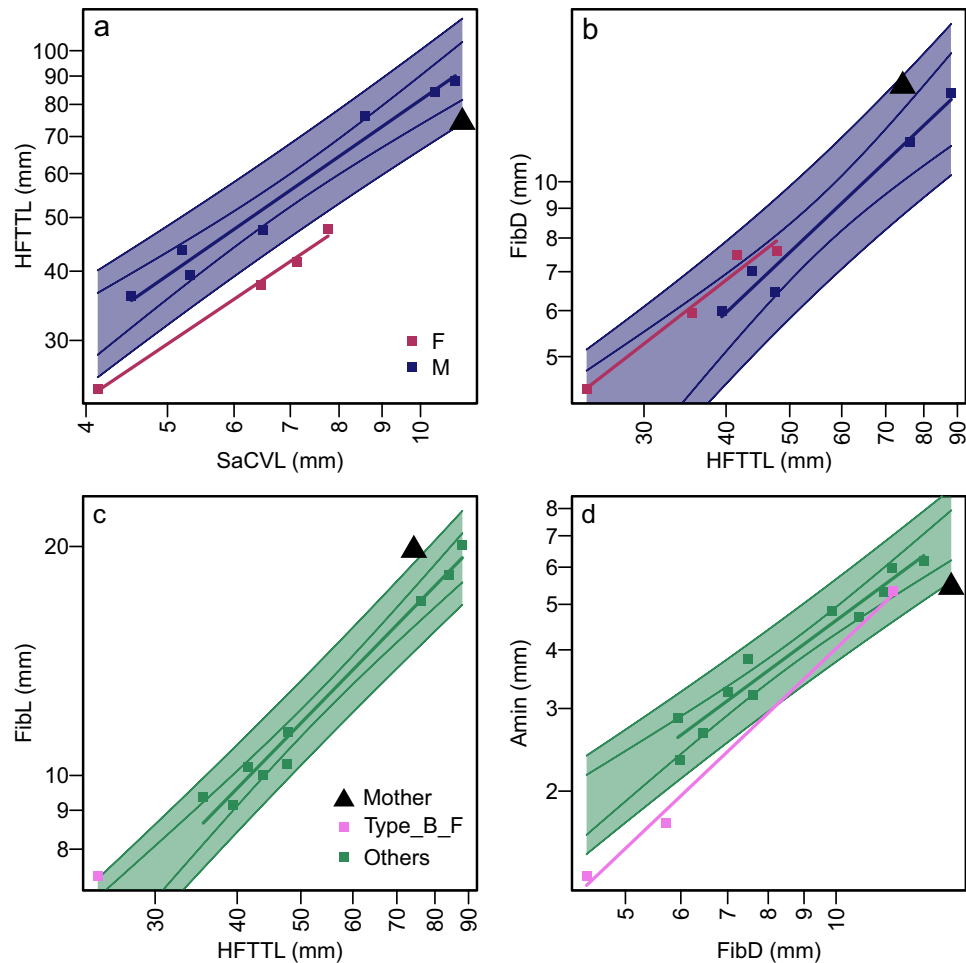 a
100
90
80
70
60
50
40
30
HFTTL (mm)
F
M
4 5 6 7 8 10
SaCVL (mm)
b
10
9
8
7
6
5
FibD (mm)
30 40 50 60 70 80 90
HFTTL (mm)
c
20
10
9
8
FibL (mm)
Mother
Type_B_F
Others
30 40 50 60 70 80 90
HFTTL (mm)
d
8
7
6
5
4
3
2
Amin (mm)
5 6 7 8 9 10
FibD (mm)